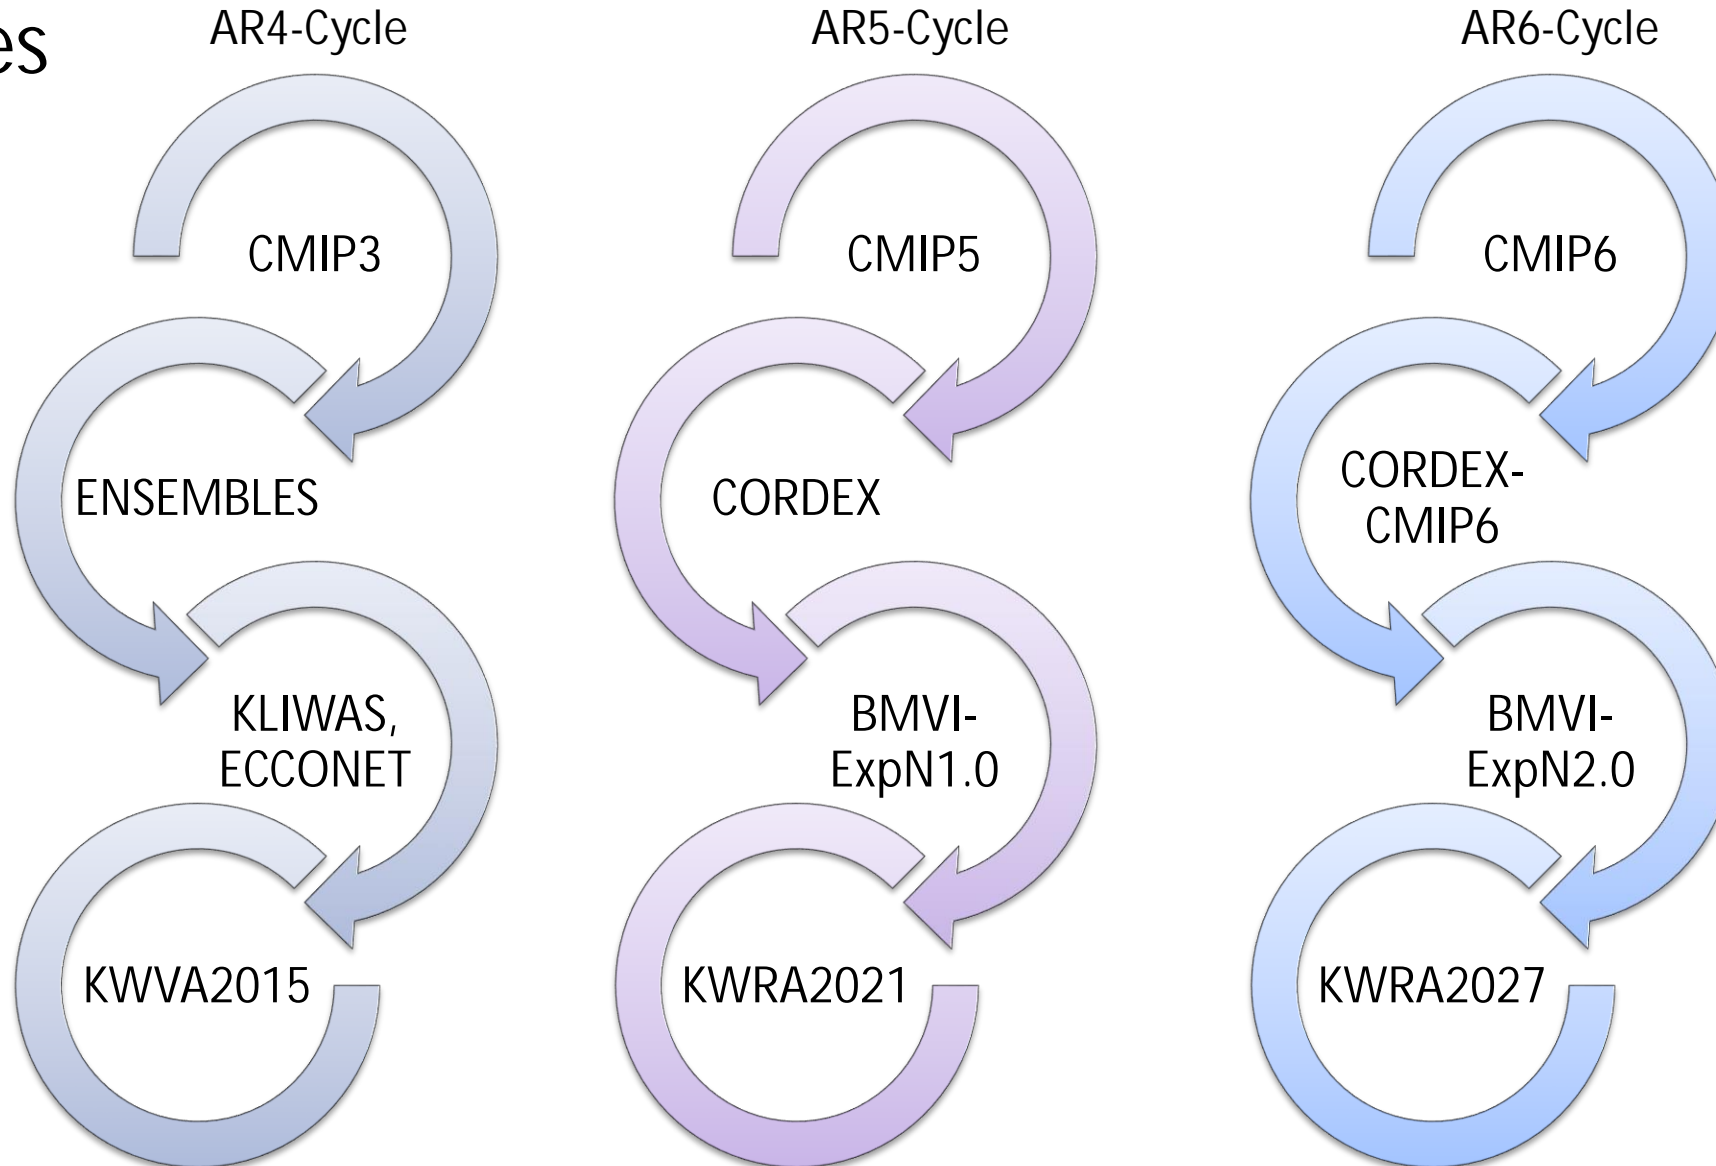 es
AR4-Cycle
CMIP3
ENSEMBLES
KLIWAS,
ECCONET
KWVA2015
AR5-Cycle
CMIP5
CORDEX
BMVI-
ExpN1.0
KWRA2021
AR6-Cycle
CMIP6
CORDEX-
CMIP6
BMVI-
ExpN2.0
KWRA2027